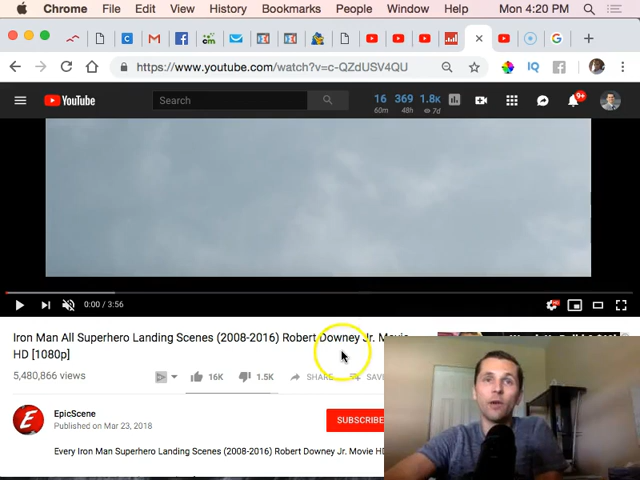 Chrome File Edit View History Bookmarks People Window Help Mon 4:20 PM
https://www.youtube.com/watch?v=c-QZdUSV4QU
YouTube Search 16 369 1.8K 9+
60m 48h 7d
0:00 / 3:56
Iron Man All Superhero Landing Scenes (2008-2016) Robert Downey Jr. Movie
HD [1080p]
5,480,866 views 16K 1.5K SHARE SAVE
EpicScene SUBSCRIBE
Published on Mar 23, 2018
Every Iron Man Superhero Landing Scenes (2008-2016) Robert Downey Jr. Movie HD